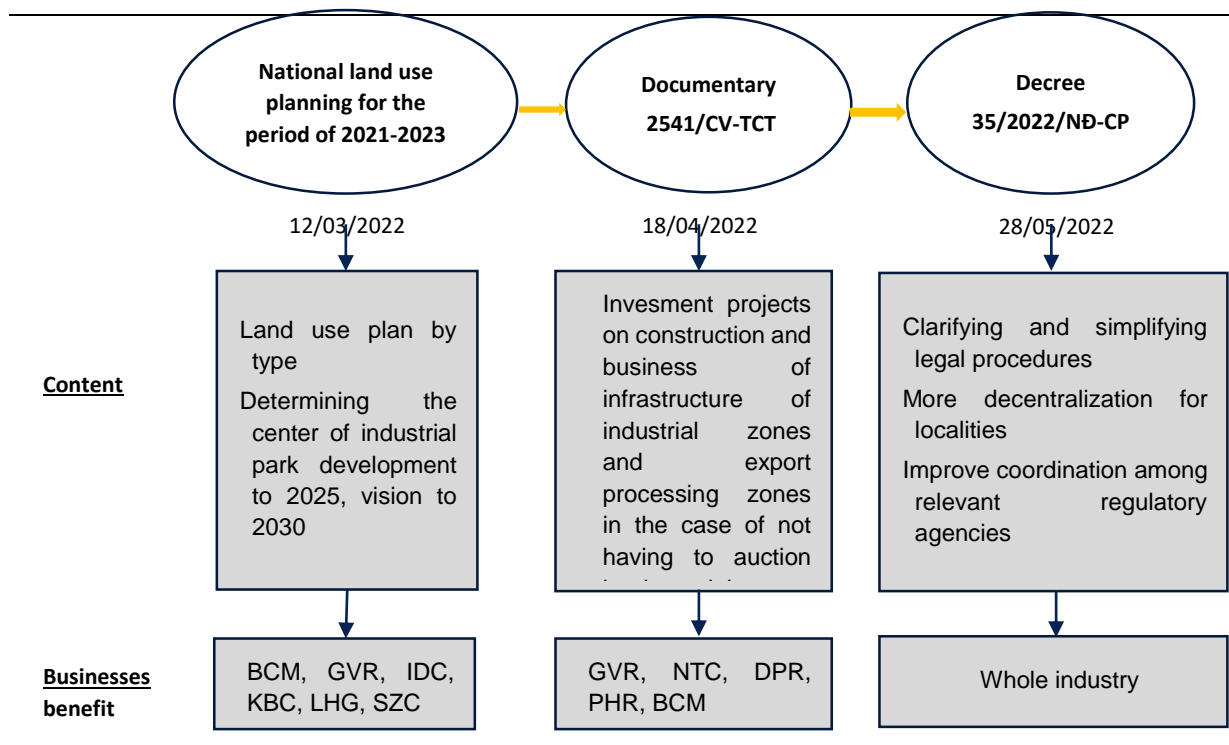 National land use
planning for the
period of 2021-2023
Documentary
2541/CV-TCT
Decree
35/2022/NĐ-CP
12/03/2022
18/04/2022
28/05/2022
Content
Land use plan by
type
Determining the
center of industrial
park development
to 2025, vision to
2030
Invesment projects
on construction and
business of
infrastructure of
industrial zones
and export
processing zones
in the case of not
having to auction
Clarifying and simplifying
legal procedures
More decentralization for
localities
Improve coordination among
relevant regulatory
agencies
Businesses
benefit
BCM, GVR, IDC,
KBC, LHG, SZC
GVR, NTC, DPR,
PHR, BCM
Whole industry